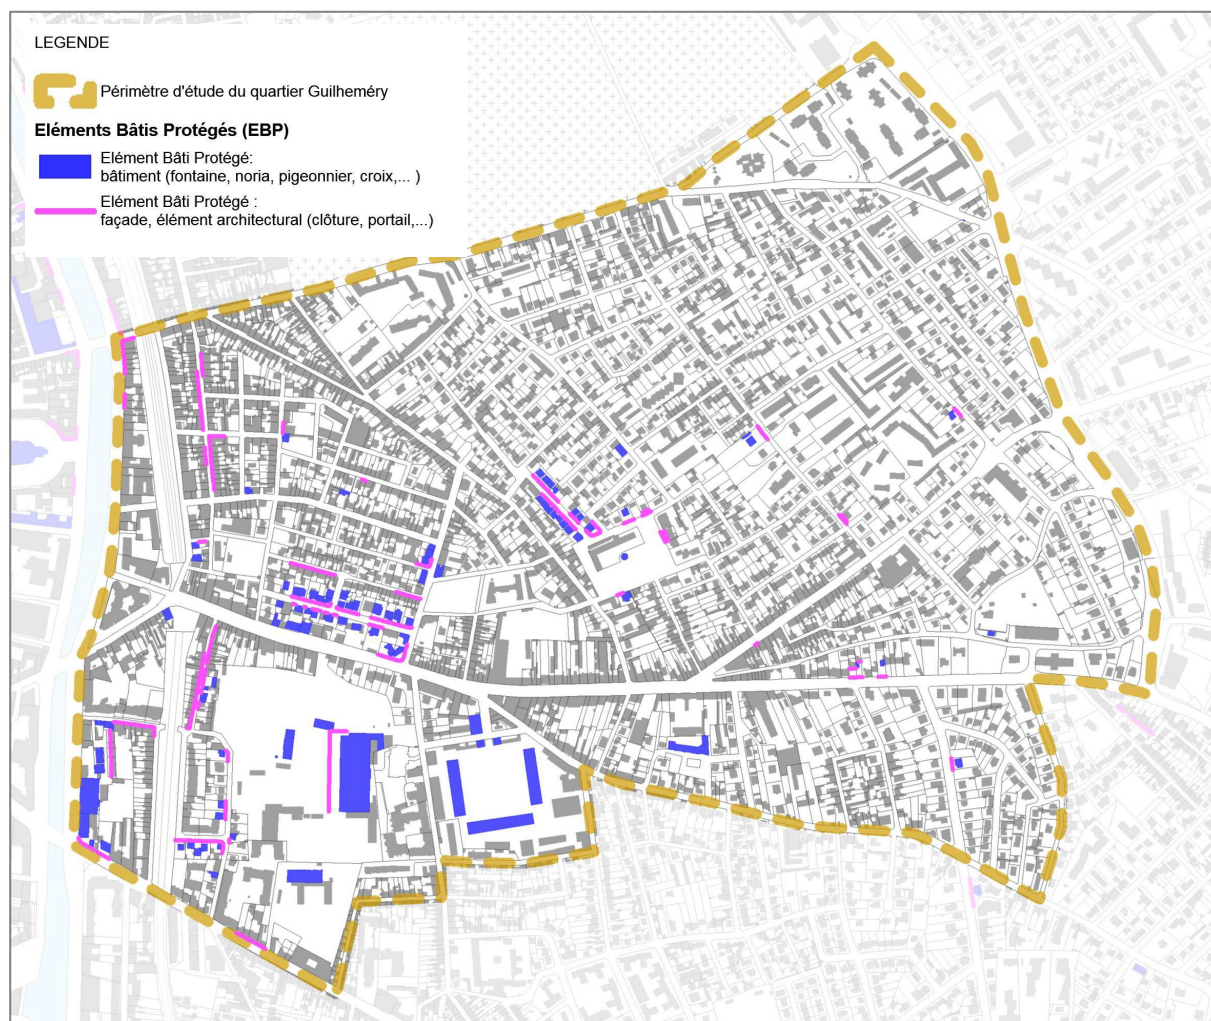 LEGENDE
Périmètre d'étude du quartier Guilheméry
Eléments Bâtis Protégés (EBP)
Elément Bâti Protégé:
bâtiment (fontaine, noria, pigeonnier, croix,... )
Elément Bâti Protégé :
façade, élément architectural (clôture, portail,...)